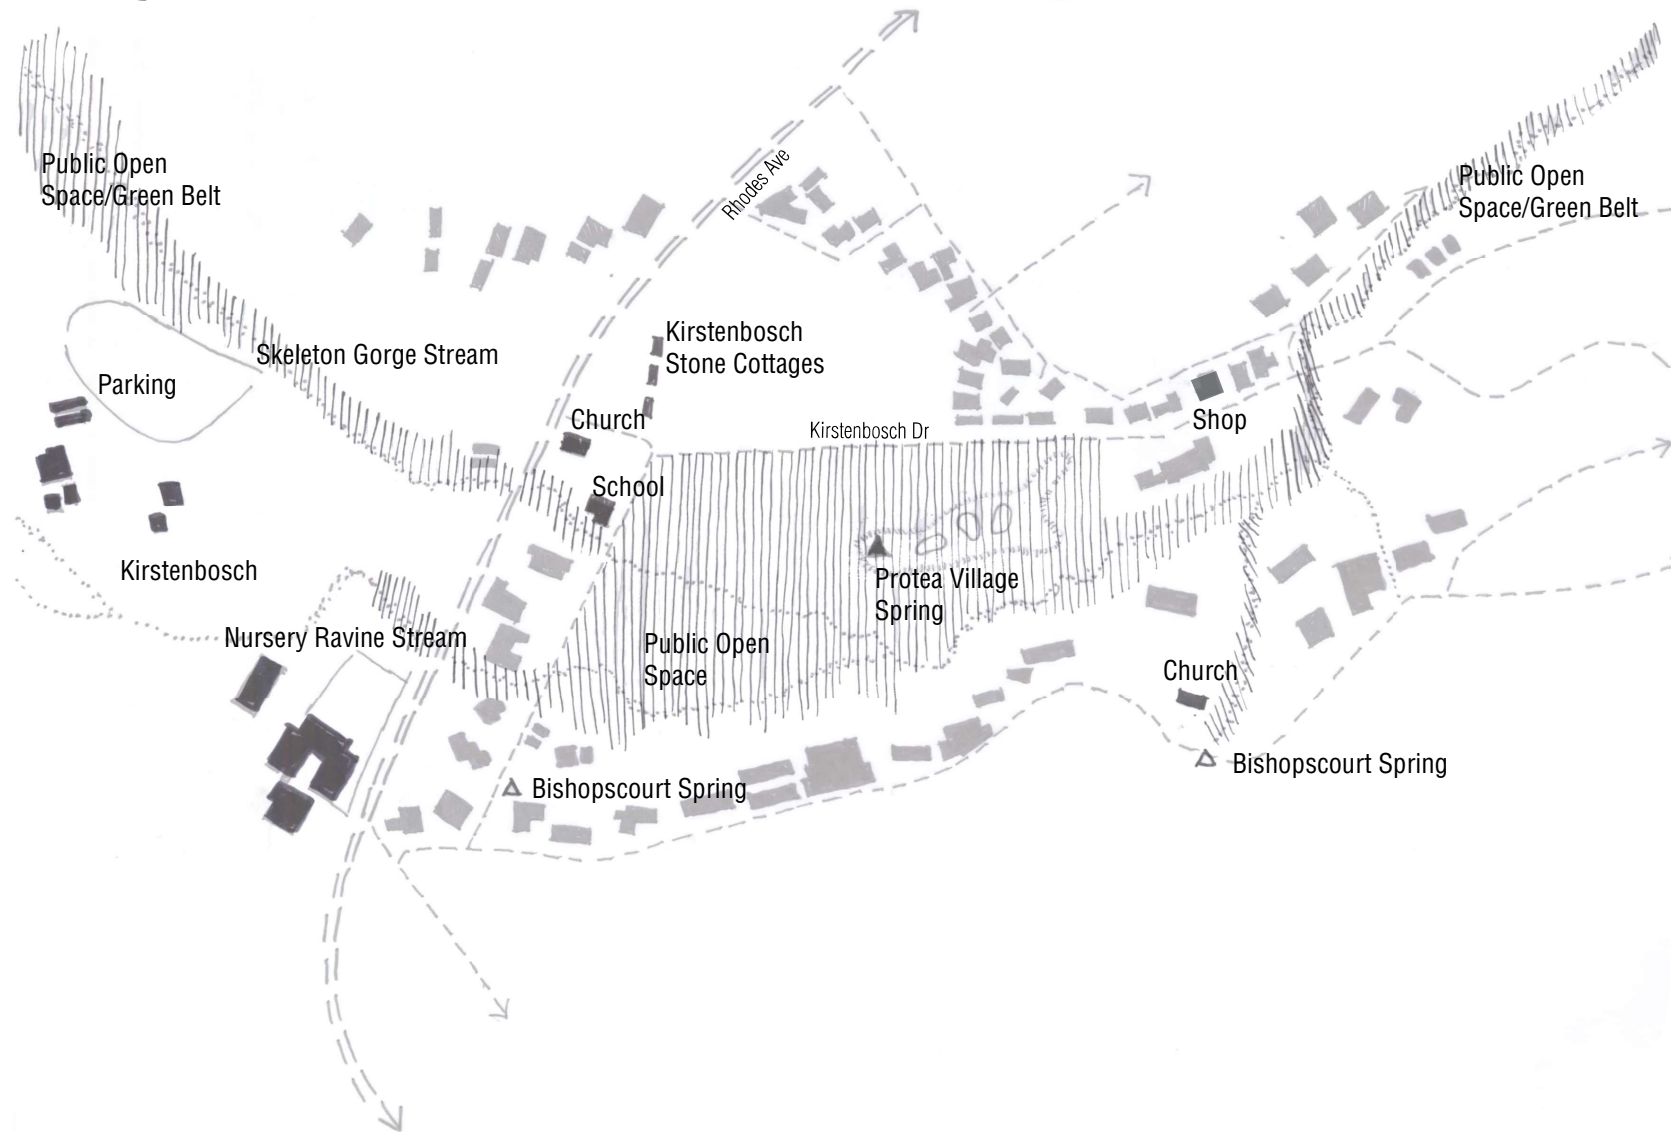 Public Open
Space/Green Belt
Rhodes Ave
Public Open
Space/Green Belt
Skeleton Gorge Stream
Kirstenbosch
Stone Cottages
Parking
Church
Kirstenbosch Dr
Shop
School
Kirstenbosch
Protea Village
Spring
Nursery Ravine Stream
Public Open
Space
Church
Bishopscourt Spring
Bishopscourt Spring